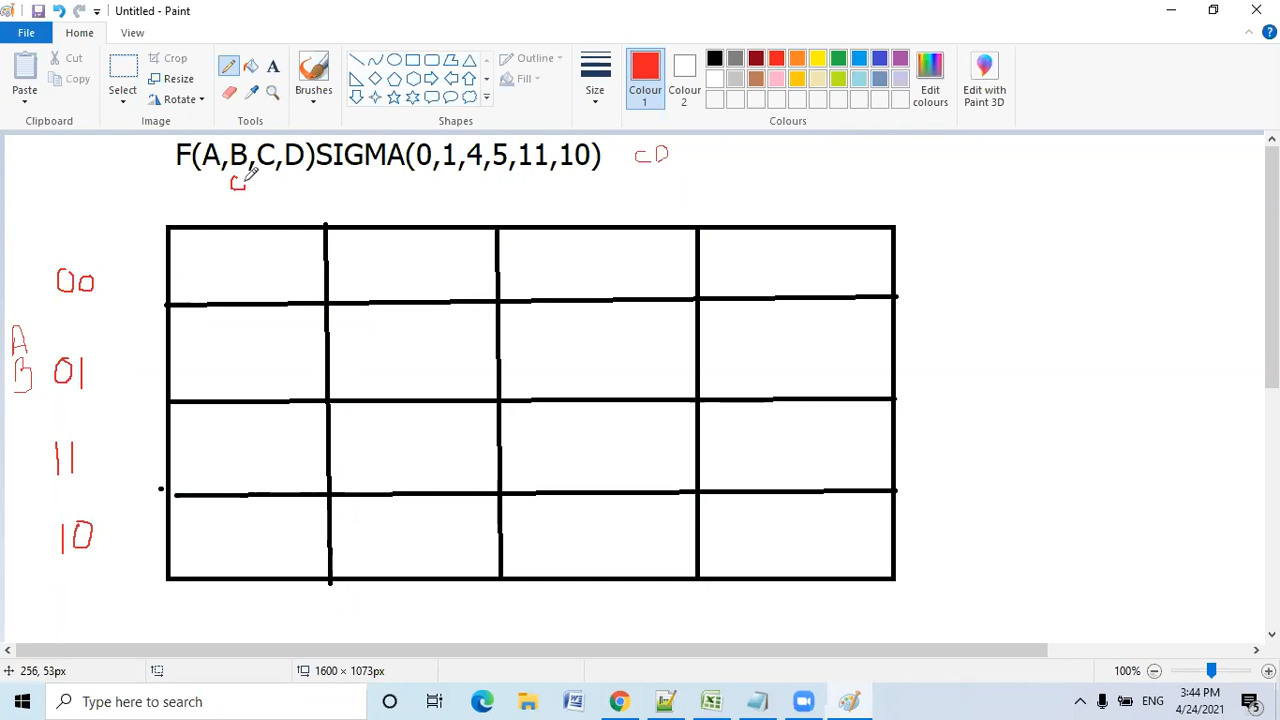 Untitled - Paint
File Home View
Paste Cut Copy Clipboard
Select Crop Resize Rotate Image
Tools
Brushes
Outline Fill Shapes
Size
Colour 1 Colour 2 Edit colours Edit with Paint 3D
Colours
F(A,B,C,D)SIGMA(0,1,4,5,11,10) CD
C
00
A
B 01
11
10
256, 53px 1600 × 1073px 100%
Type here to search
ENG 3:44 PM 4/24/2021 5